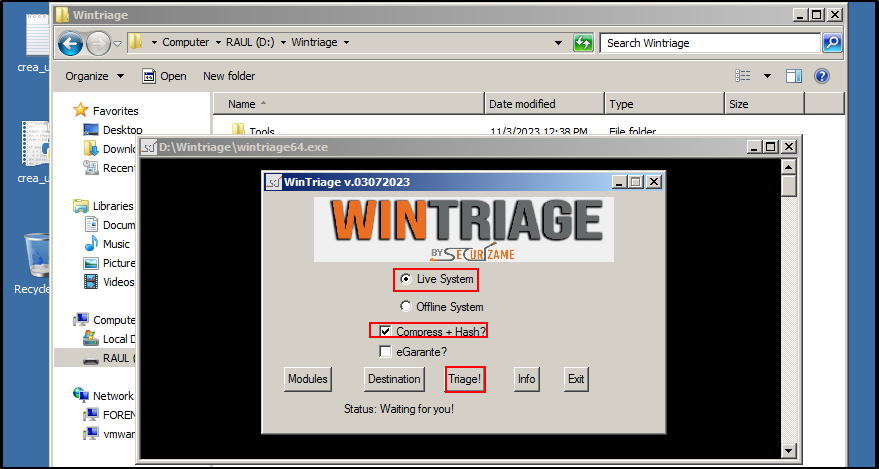 Wintriage
Computer RAUL (D:) Wintriage
Search Wintriage
Organize Open New folder
Name Date modified Type Size
Favorites
Desktop
Recent
Tools 11/3/2023 12:38 PM File folder
Libraries
Docum
Music
Picture
Videos
Compute
Local D
RAUL (
Network
FOREN
vmwar
crea_u
crea_u
Recycle
D:\Wintriage\wintriage64.exe
WinTriage v.03072023
WINTRIAGE
BY SECURIZAME
Live System
Offline System
Compress + Hash?
eGarante?
Modules Destination Triage! Info Exit
Status: Waiting for you!